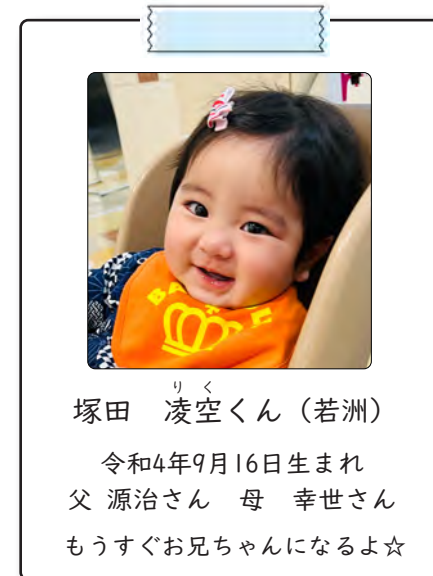 BA
E
りく
塚田 凌空くん（若洲）
令和4年9月16日生まれ
父 源治さん 母 幸世さん
もうすぐお兄ちゃんになるよ☆